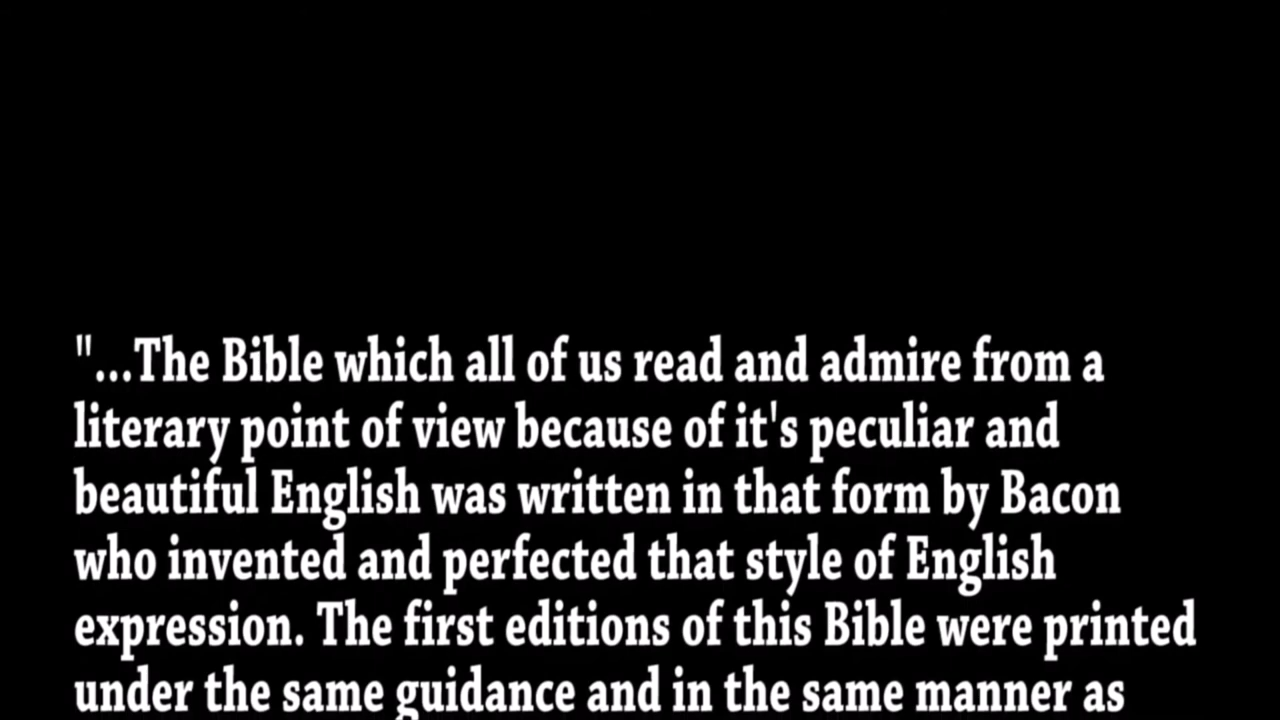 "...The Bible which all of us read and admire from a
literary point of view because of it's peculiar and
beautiful English was written in that form by Bacon
who invented and perfected that style of English
expression. The first editions of this Bible were printed
under the same guidance and in the same manner as